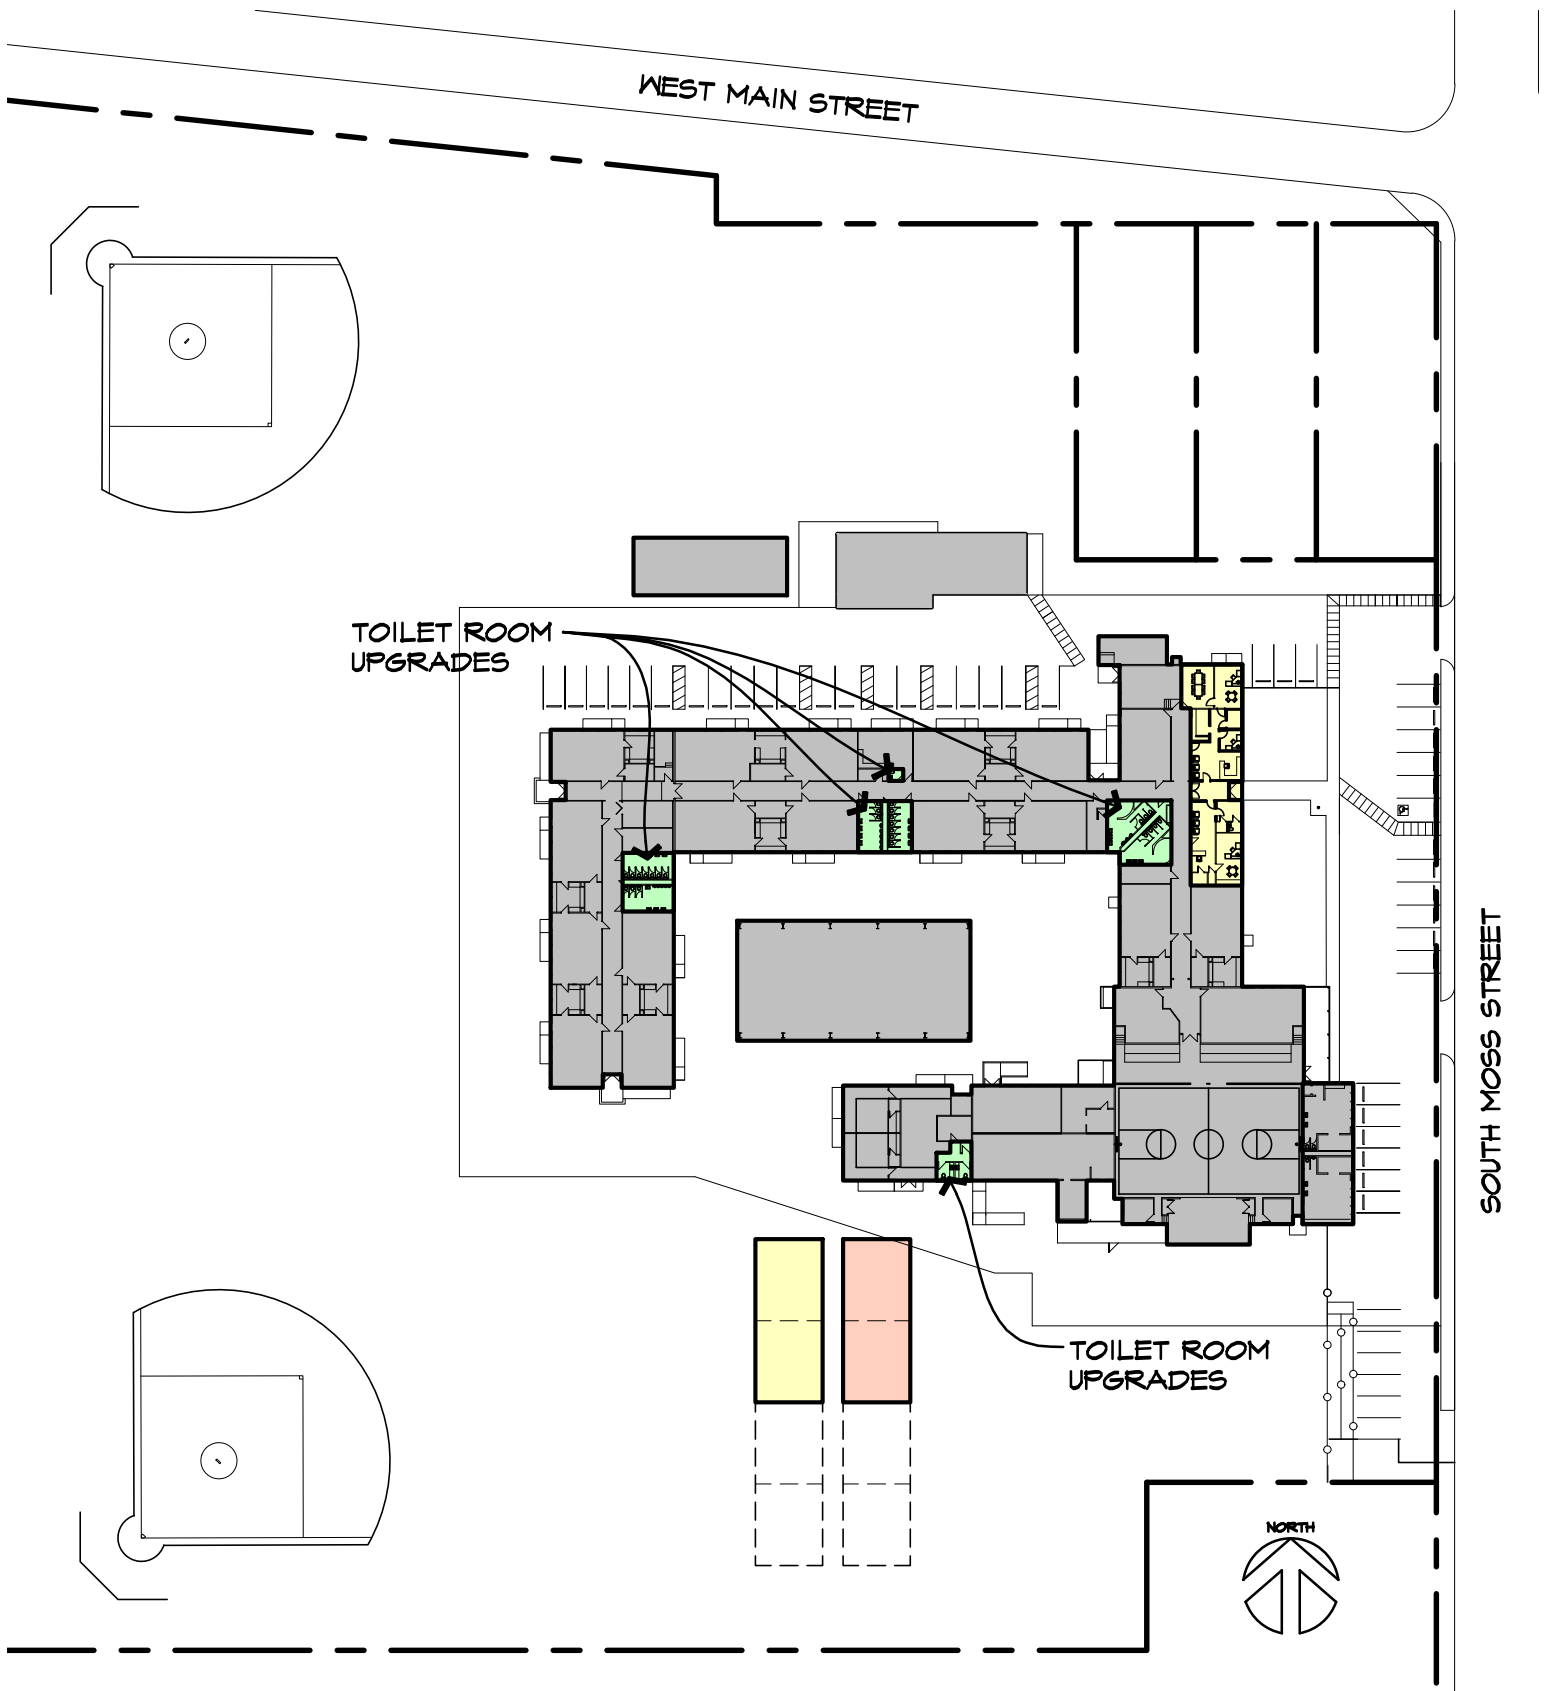 WEST MAIN STREET
TOILET ROOM
UPGRADES
SOUTH MOSS STREET
TOILET ROOM
UPGRADES
NORTH